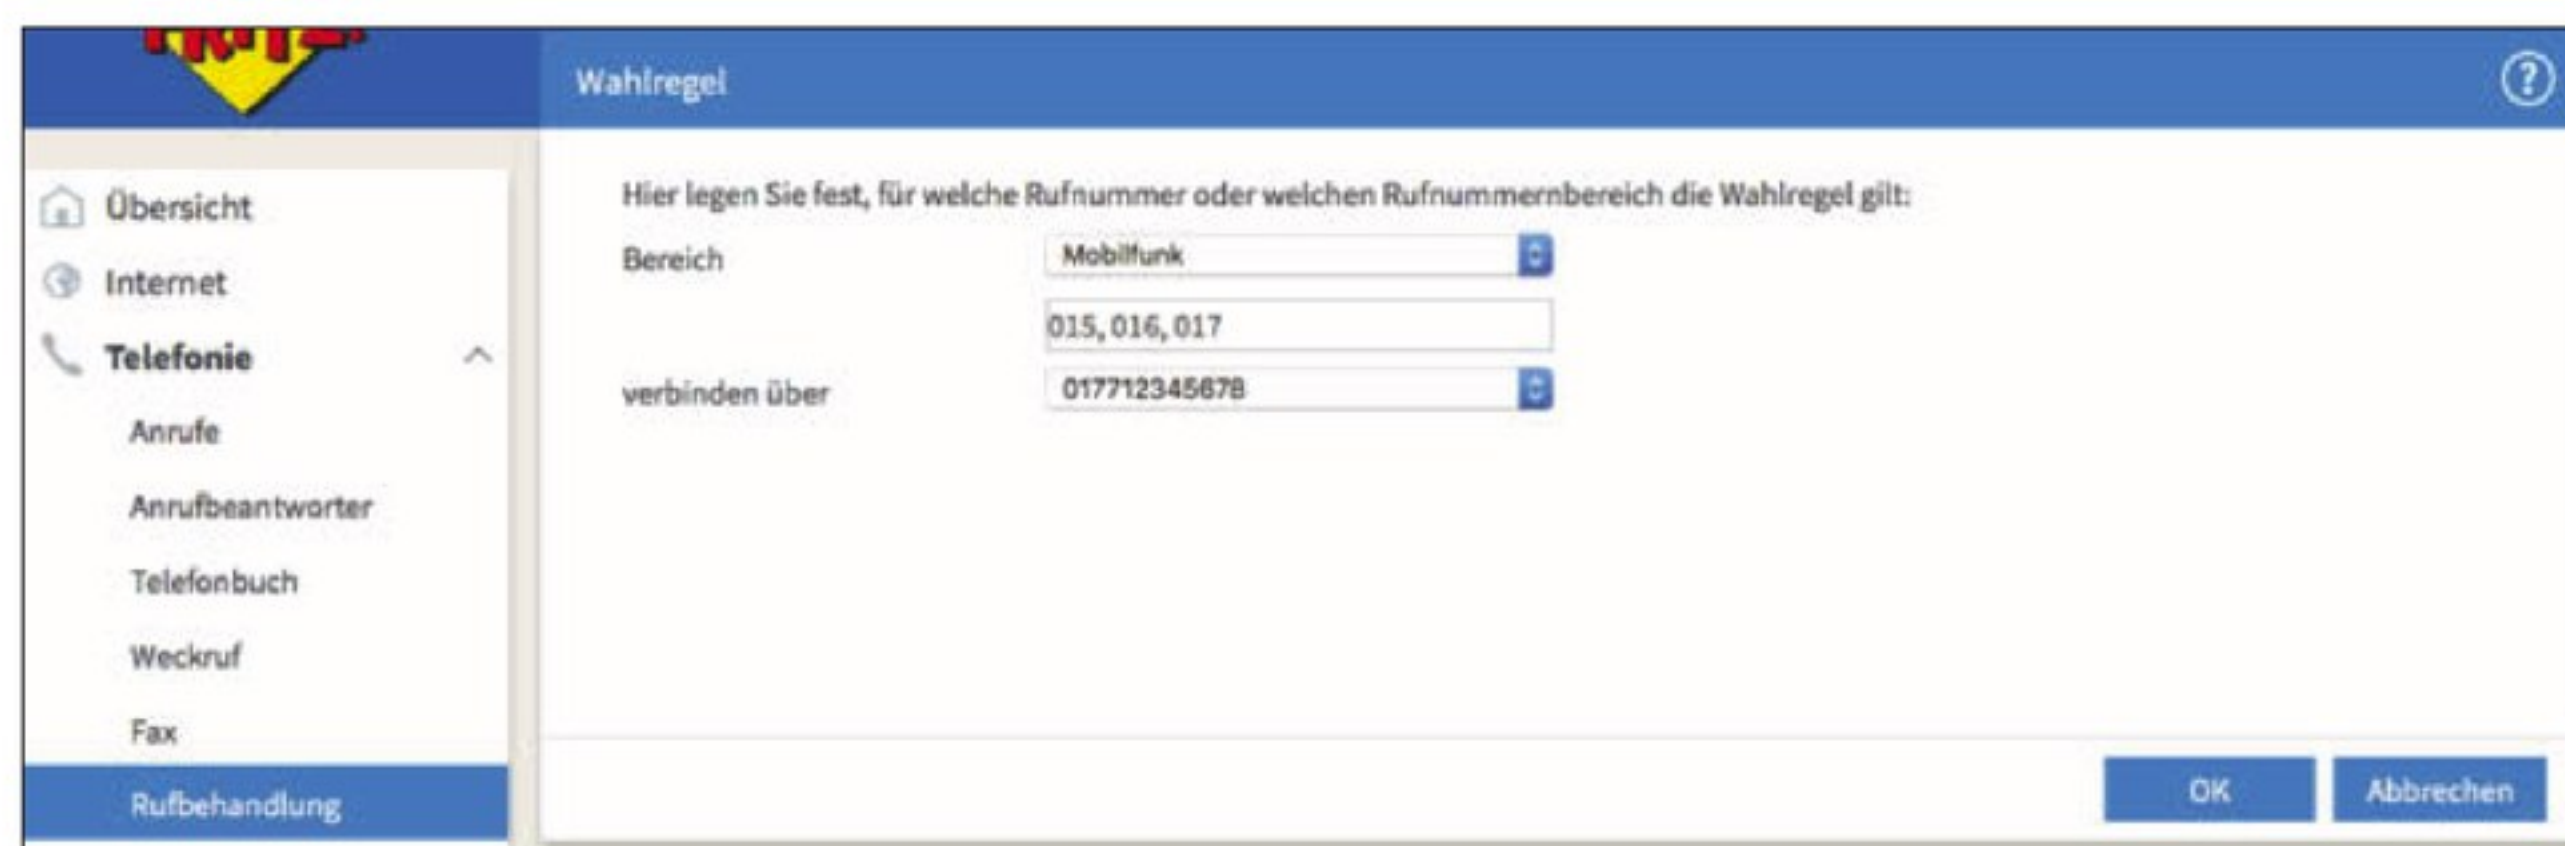 FRITZ!
Wahlregel
?
Übersicht
Internet
Telefonie
Anrufe
Anrufbeantworter
Telefonbuch
Weckruf
Fax
Rufbehandlung
Hier legen Sie fest, für welche Rufnummer oder welchen Rufnummernbereich die Wahlregel gilt:
Bereich Mobilfunk
015, 016, 017
verbinden über 017712345678
OK Abbrechen